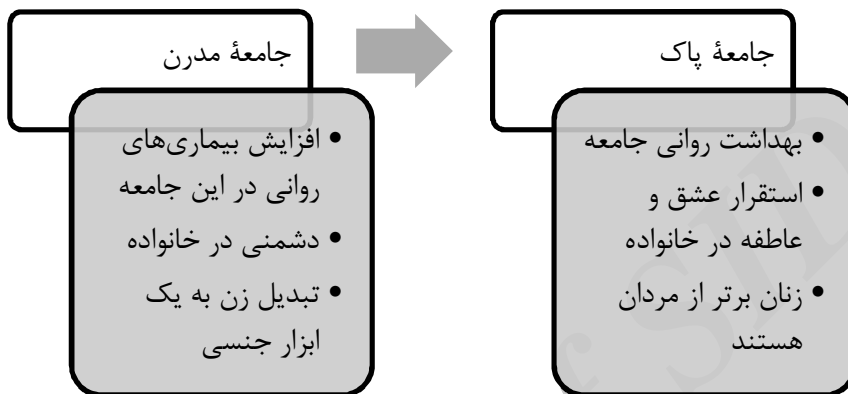 جامعهٔ پاک
• بهداشت روانی جامعه
• استقرار عشق و
عاطفه در خانواده
• زنان برتر از مردان
هستند
جامعهٔ مدرن
• افزایش بیماری‌های
روانی در این جامعه
• دشمنی در خانواده
• تبدیل زن به یک
ابزار جنسی
f SID